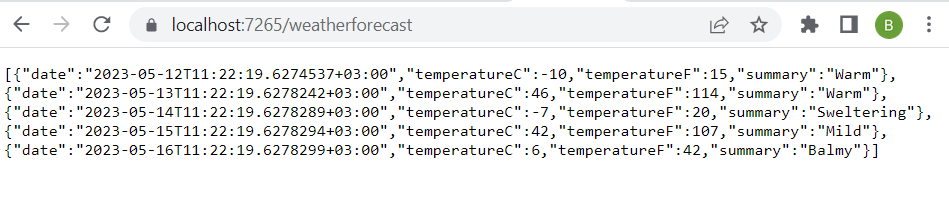 localhost:7265/weatherforecast
B
[{"date":"2023-05-12T11:22:19.6274537+03:00","temperatureC":-10,"temperatureF":15,"summary":"Warm"},
{"date":"2023-05-13T11:22:19.6278242+03:00","temperatureC":46,"temperatureF":114,"summary":"Warm"},
{"date":"2023-05-14T11:22:19.6278289+03:00","temperatureC":-7,"temperatureF":20,"summary":"Sweltering"},
{"date":"2023-05-15T11:22:19.6278294+03:00","temperatureC":42,"temperatureF":107,"summary":"Mild"},
{"date":"2023-05-16T11:22:19.6278299+03:00","temperatureC":6,"temperatureF":42,"summary":"Balmy"}]